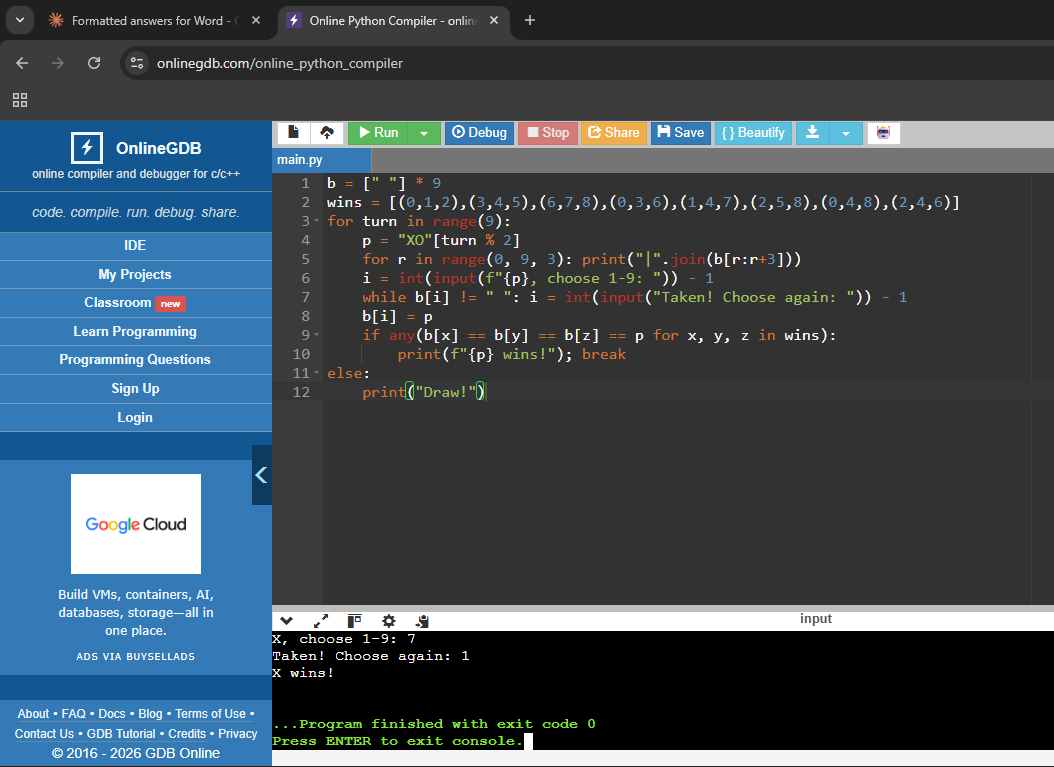 Formatted answers for Word - C
Online Python Compiler - onlin
onlinegdb.com/online_python_compiler
OnlineGDB
online compiler and debugger for c/c++
code. compile. run. debug. share.
IDE
My Projects
Classroom new
Learn Programming
Programming Questions
Sign Up
Login
Google Cloud
Build VMs, containers, AI,
databases, storage—all in
one place.
ADS VIA BUYSELLADS
About • FAQ • Docs • Blog • Terms of Use •
Contact Us • GDB Tutorial • Credits • Privacy
© 2016 - 2026 GDB Online
Run Debug Stop Share Save { } Beautify
main.py
1 b = [" "] * 9
2 wins = [(0,1,2),(3,4,5),(6,7,8),(0,3,6),(1,4,7),(2,5,8),(0,4,8),(2,4,6)]
3 for turn in range(9):
4     p = "XO"[turn % 2]
5     for r in range(0, 9, 3): print("|".join(b[r:r+3]))
6     i = int(input(f"{p}, choose 1-9: ")) - 1
7     while b[i] != " ": i = int(input("Taken! Choose again: ")) - 1
8     b[i] = p
9     if any(b[x] == b[y] == b[z] == p for x, y, z in wins):
10         print(f"{p} wins!"); break
11 else:
12     print("Draw!")
input
X, choose 1-9: 7
Taken! Choose again: 1
X wins!
...Program finished with exit code 0
Press ENTER to exit console.